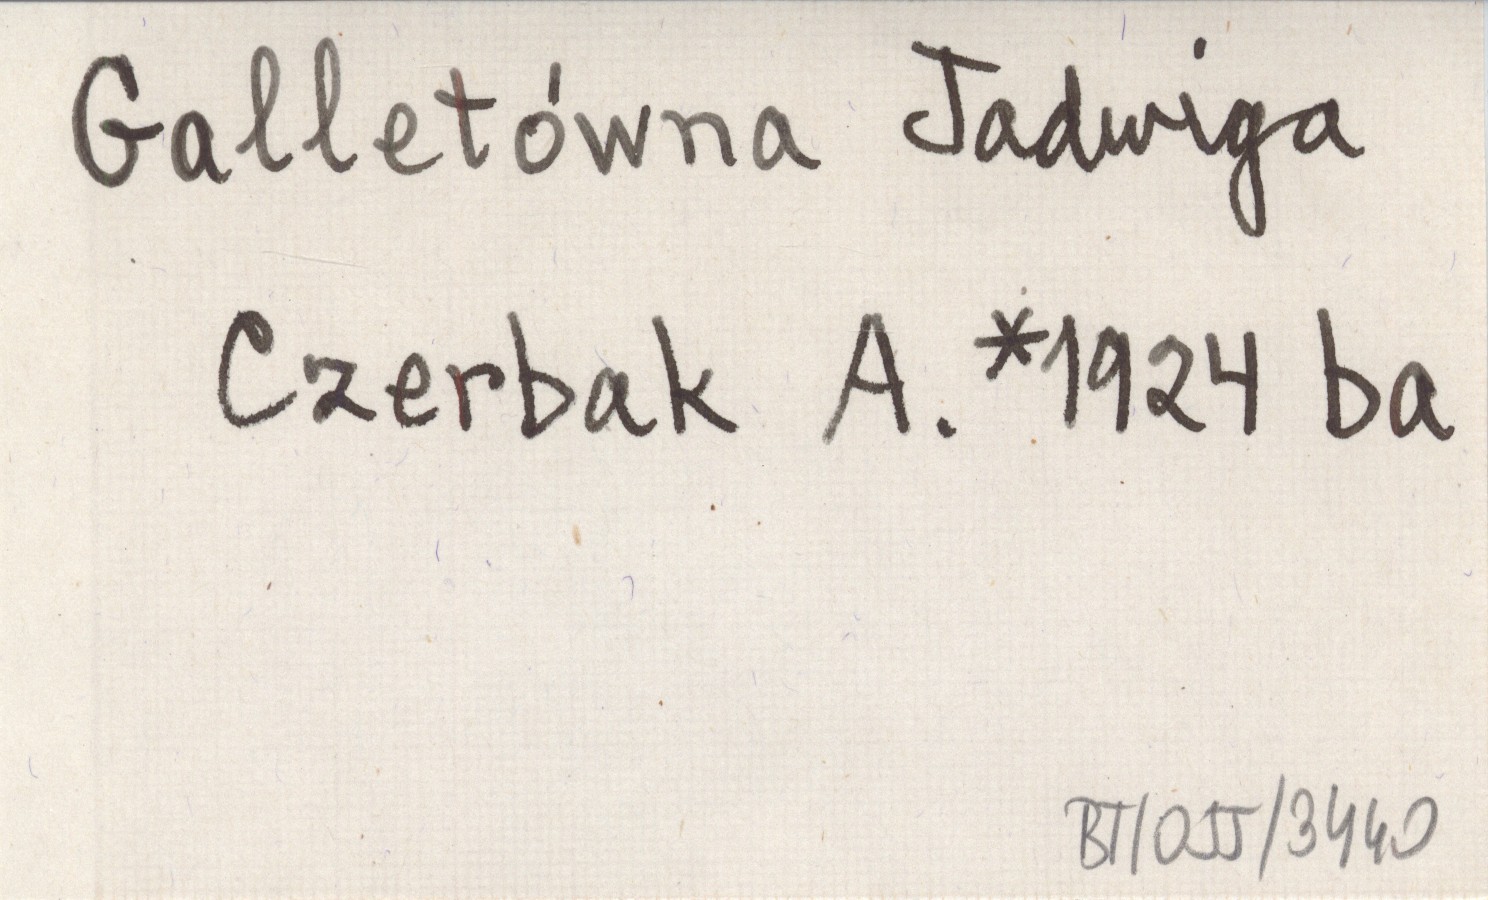 Galletówna Jadwiga
Czerbak A. *1924 ba
BT/055/3440